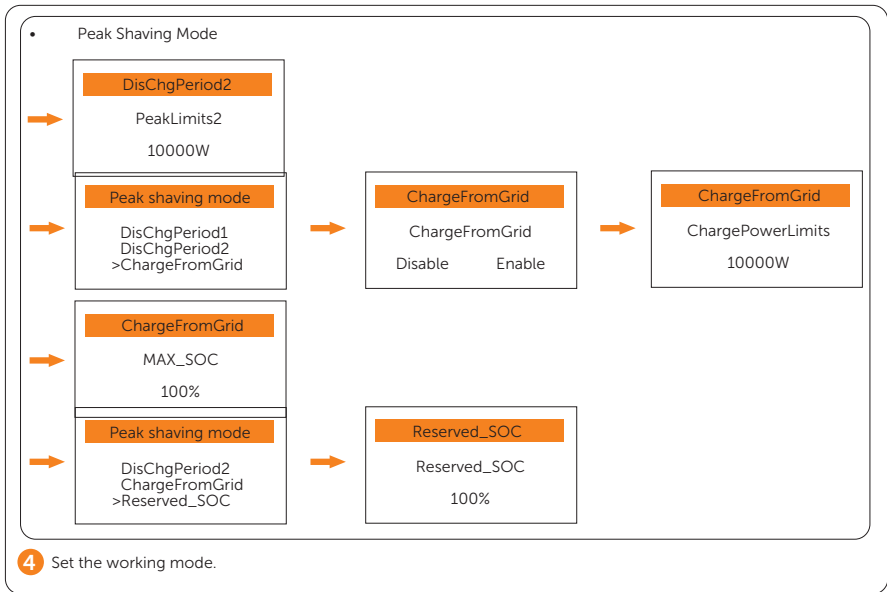 • Peak Shaving Mode
DisChgPeriod2
PeakLimits2
10000W
Peak shaving mode
DisChgPeriod1
DisChgPeriod2
>ChargeFromGrid
ChargeFromGrid
ChargeFromGrid
Disable Enable
ChargeFromGrid
ChargePowerLimits
10000W
ChargeFromGrid
MAX_SOC
100%
Peak shaving mode
DisChgPeriod2
ChargeFromGrid
>Reserved_SOC
Reserved_SOC
Reserved_SOC
100%
4 Set the working mode.